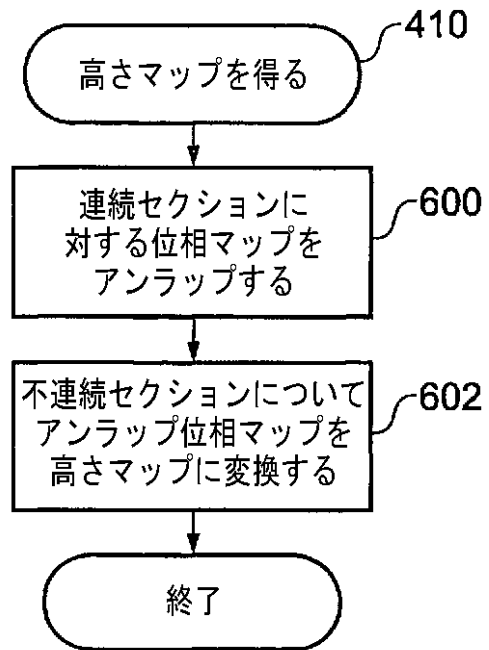 高さマップを得る
410
連続セクションに
対する位相マップを
アンラップする
600
不連続セクションについて
アンラップ位相マップを
高さマップに変換する
602
終了